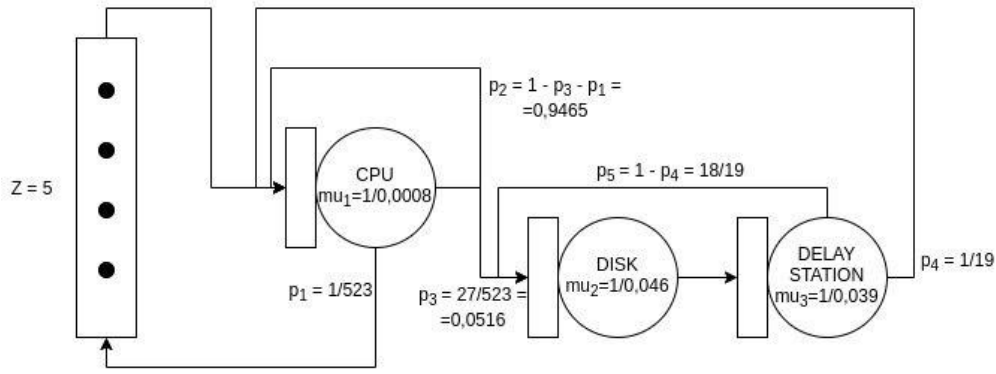 p2 = 1 - p3 - p1 =
=0,9465
CPU
mu1=1/0,0008
Z = 5
p5 = 1 - p4 = 18/19
DISK
mu2=1/0,046
DELAY
STATION
mu3=1/0,039
p4 = 1/19
p1 = 1/523
p3 = 27/523 =
=0,0516